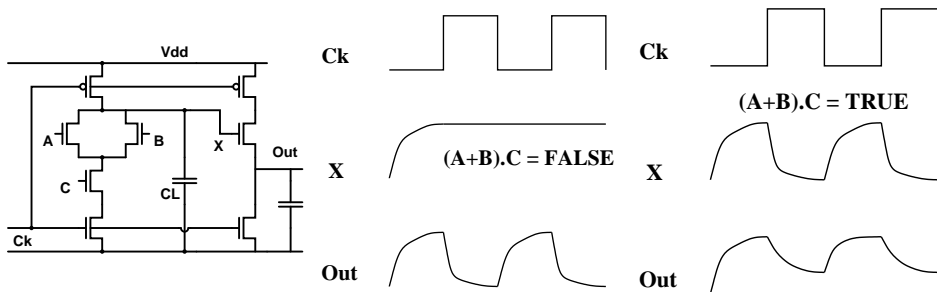 Vdd
A
B
X
Out
C
CL
Ck
Ck
X
(A+B).C = FALSE
Out
Ck
(A+B).C = TRUE
X
Out